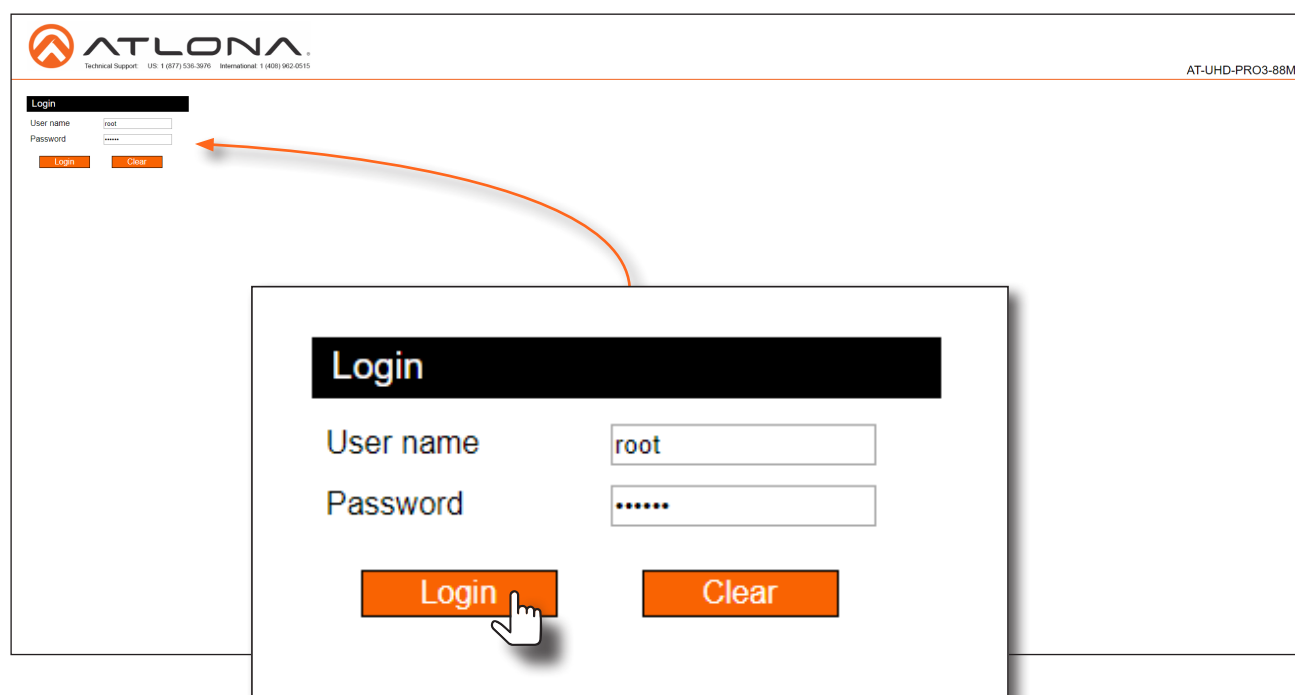 ATLONA.
Technical Support: US: 1 (877) 536-3976 International: 1 (408) 962-0515
AT-UHD-PRO3-88M
Login
User name root
Password ••••••
Login Clear
Login
User name root
Password ••••••
Login Clear